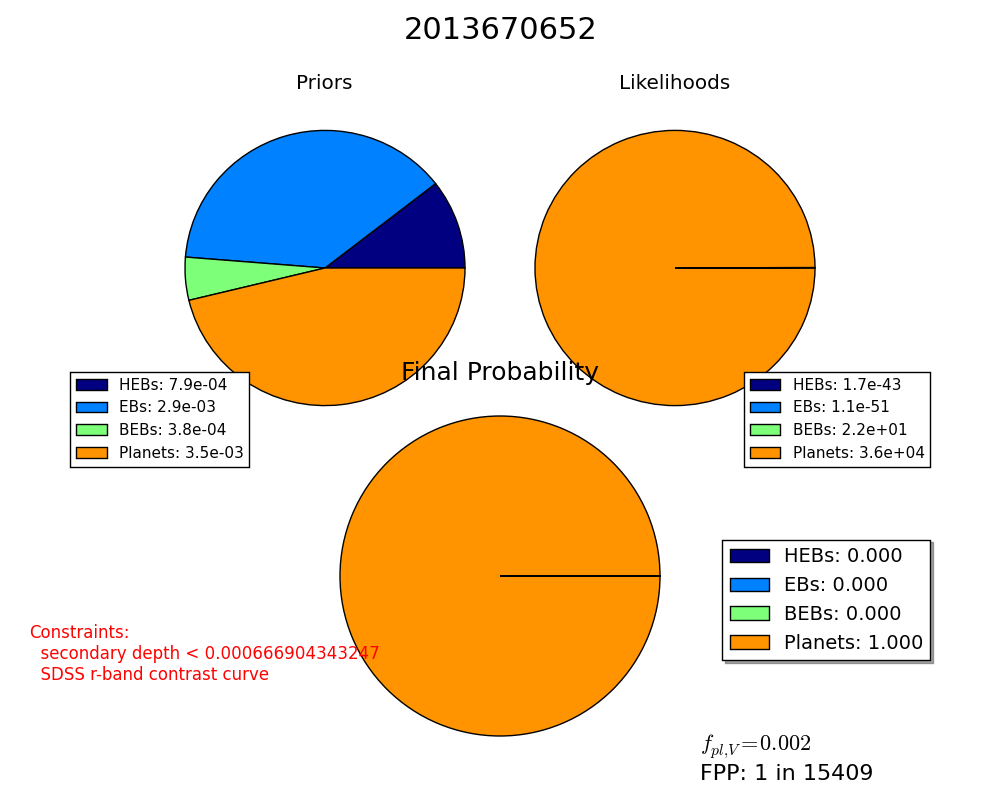 2013670652
Priors
Likelihoods
HEBs: 7.9e-04
EBs: 2.9e-03
BEBs: 3.8e-04
Planets: 3.5e-03
HEBs: 1.7e-43
EBs: 1.1e-51
BEBs: 2.2e+01
Planets: 3.6e+04
Final Probability
HEBs: 0.000
EBs: 0.000
BEBs: 0.000
Planets: 1.000
Constraints:
secondary depth < 0.000666904343247
SDSS r-band contrast curve
f_{pl,V}=0.002
FPP: 1 in 15409